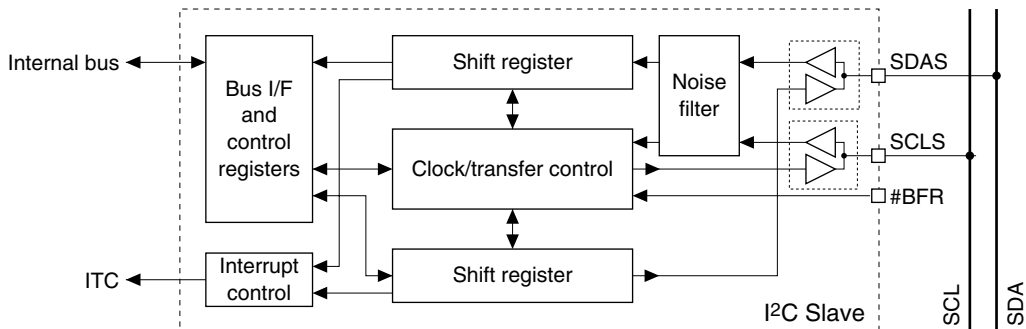 Internal bus
Bus I/F
and
control
registers
Shift register
Noise
filter
SDAS
Clock/transfer control
SCLS
#BFR
ITC
Interrupt
control
Shift register
I²C Slave
SCL
SDA